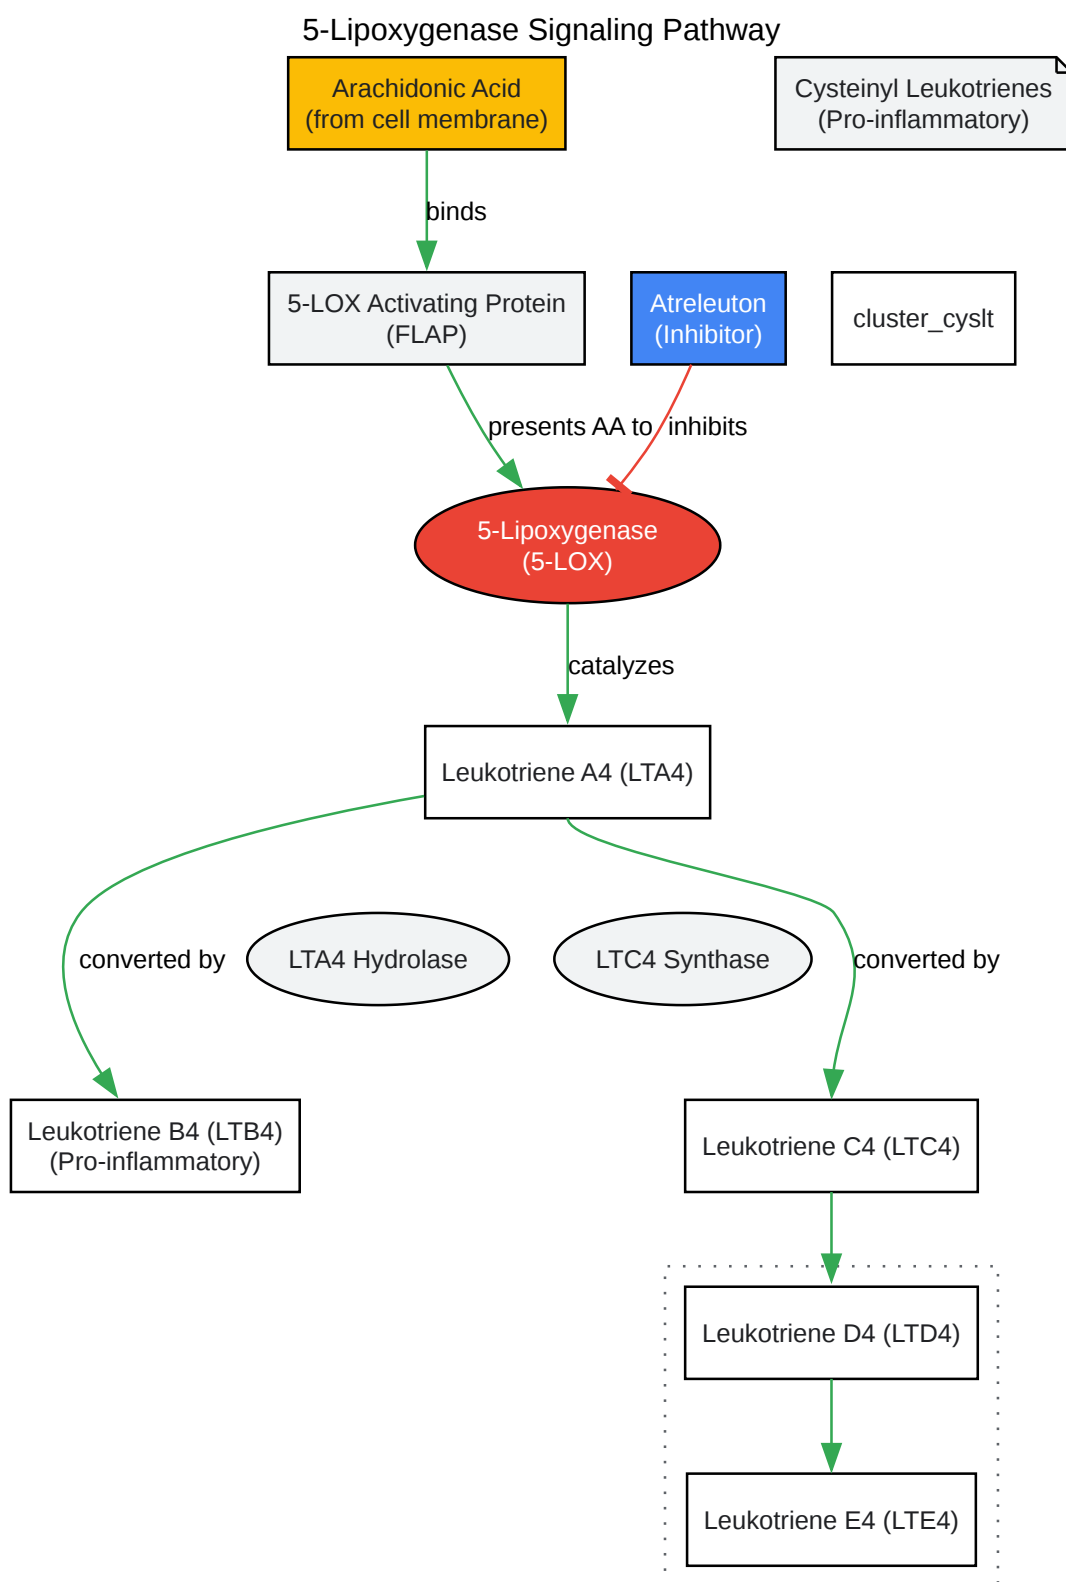 5-Lipoxygenase Signaling Pathway
Arachidonic Acid
(from cell membrane)
Cysteinyl Leukotrienes
(Pro-inflammatory)
binds
5-LOX Activating Protein
(FLAP)
Atreleuton
(Inhibitor)
cluster_cyslt
presents AA to
inhibits
5-Lipoxygenase
(5-LOX)
catalyzes
Leukotriene A4 (LTA4)
converted by
LTA4 Hydrolase
LTC4 Synthase
converted by
Leukotriene B4 (LTB4)
(Pro-inflammatory)
Leukotriene C4 (LTC4)
Leukotriene D4 (LTD4)
Leukotriene E4 (LTE4)